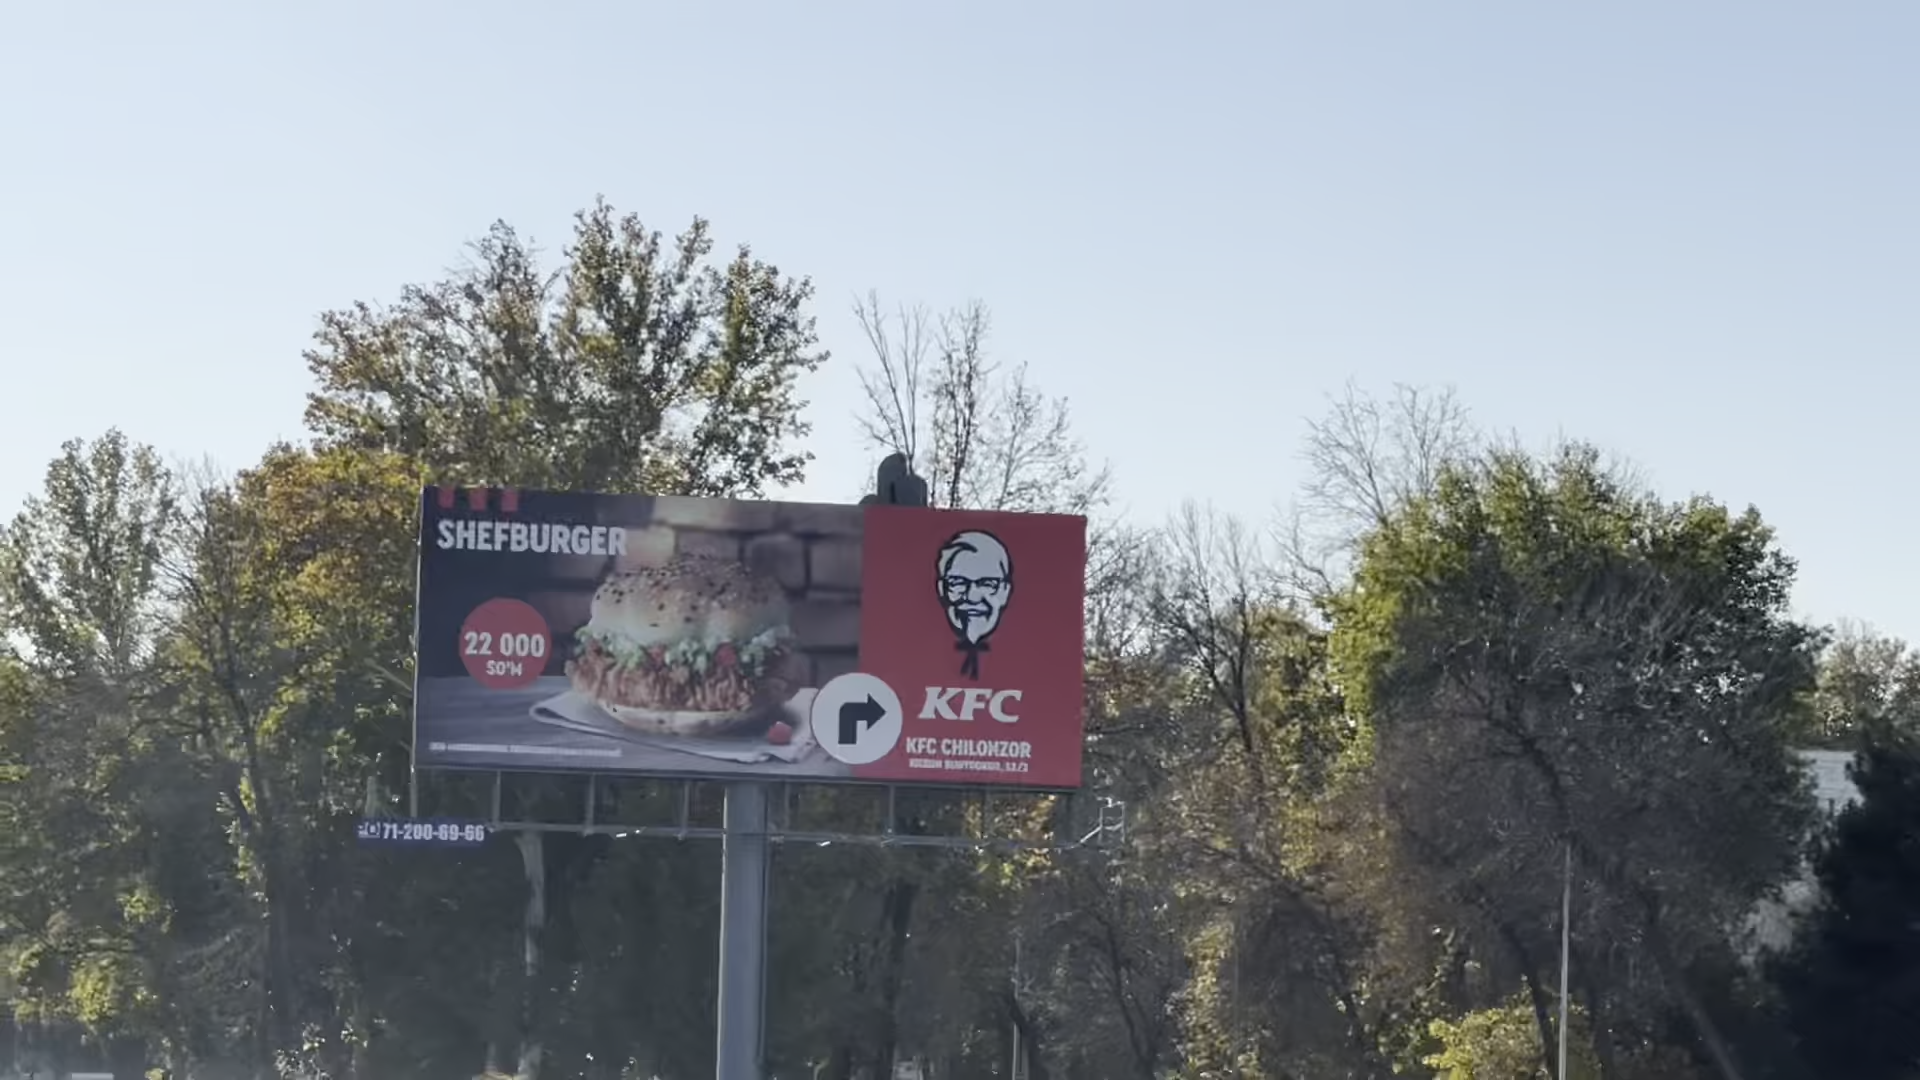 SHEFBURGER
22 000
SO'M
KFC
KFC CHILONZOR
71-200-69-66